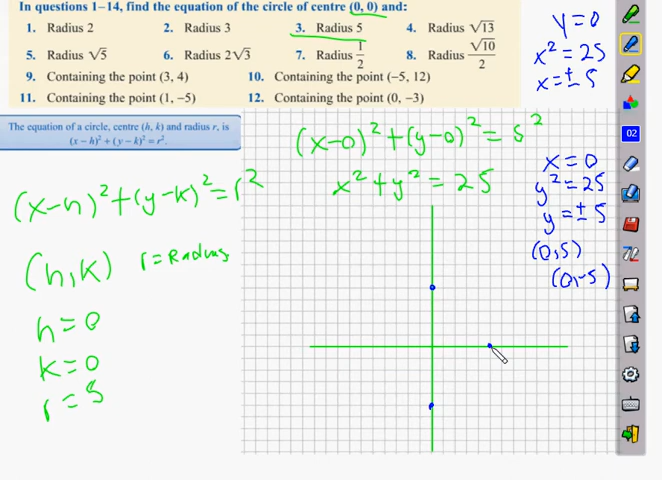 In questions 1–14, find the equation of the circle of centre (0, 0) and:
1. Radius 2
2. Radius 3
3. Radius 5
4. Radius √13
5. Radius √5
6. Radius 2√3
7. Radius 1/2
8. Radius √10/2
9. Containing the point (3, 4)
10. Containing the point (−5, 12)
11. Containing the point (1, −5)
12. Containing the point (0, −3)
The equation of a circle, centre (h, k) and radius r, is
(x − h)² + (y − k)² = r².
(x-h)² + (y-k)² = r²
(h,k) r = Radius
h = 0
k = 0
r = 5
(x-0)² + (y-0)² = 5²
x² + y² = 25
y = 0
x² = 25
x = ± 5
x = 0
y² = 25
y = ± 5
(0,5)
(0,-5)
02